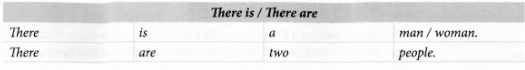 There is / There are
There is a man / woman.
There are two people.